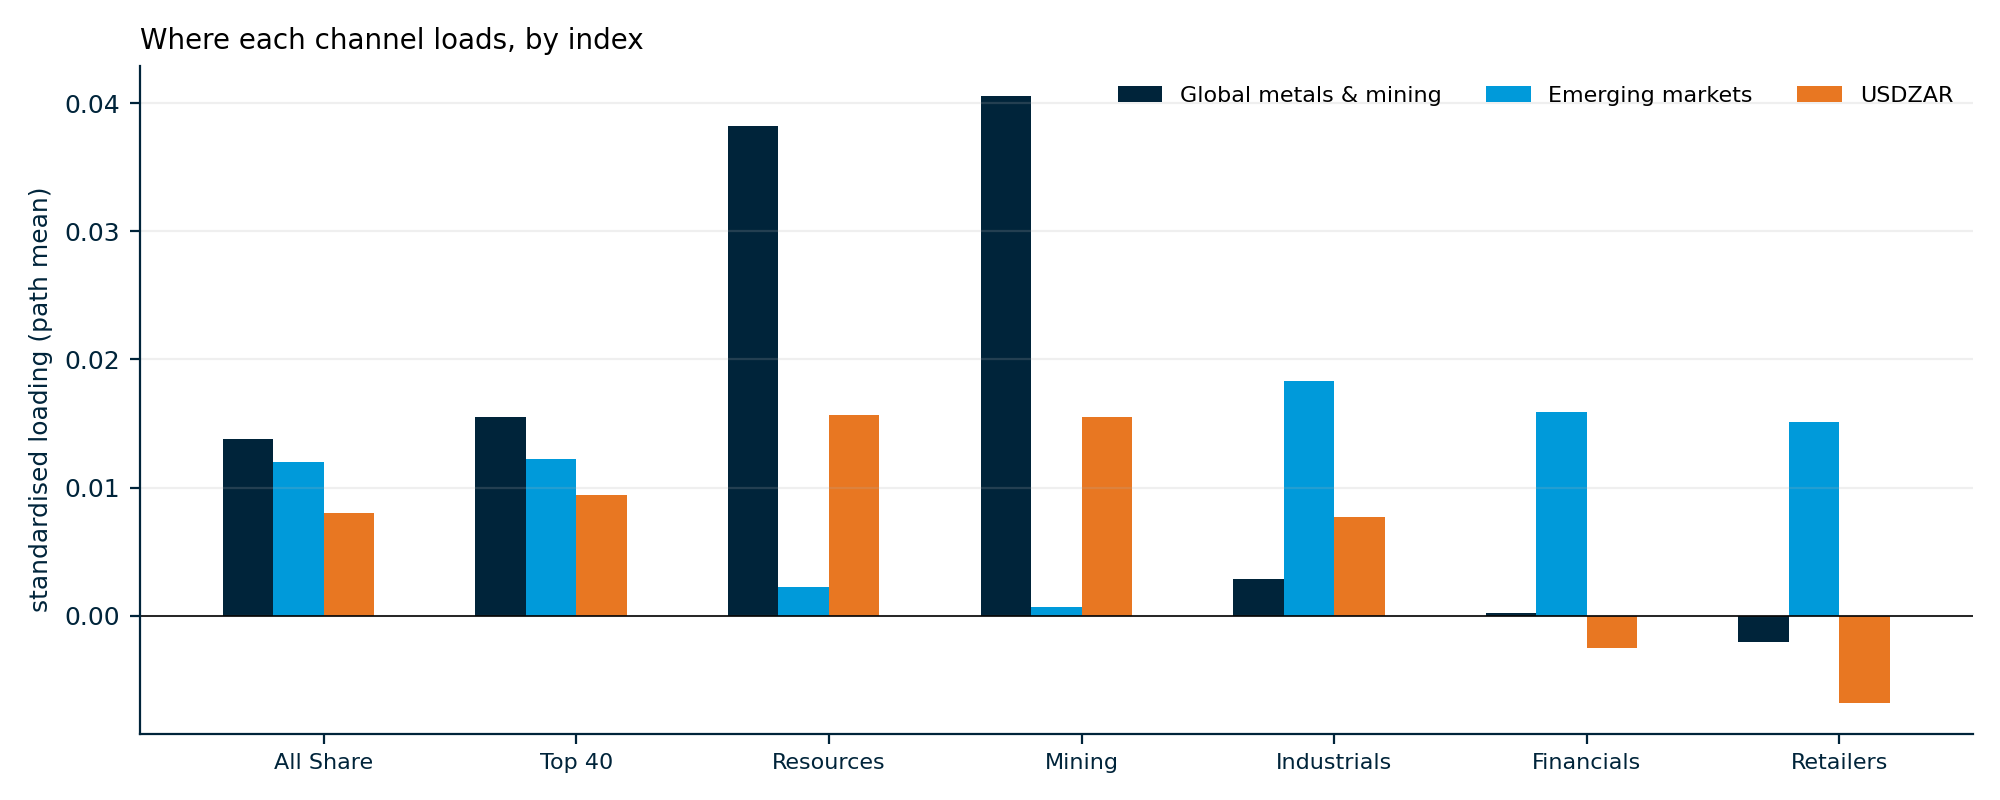 Where each channel loads, by index
Global metals & mining
Emerging markets
USDZAR
standardised loading (path mean)
0.04
0.03
0.02
0.01
0.00
All Share
Top 40
Resources
Mining
Industrials
Financials
Retailers